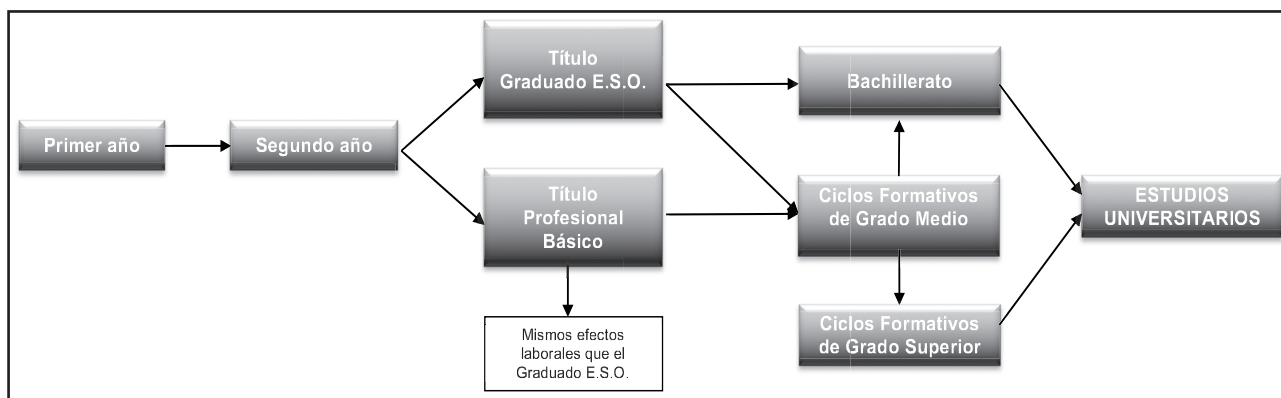 Primer año
Segundo año
Título
Graduado E.S.O.
Título
Profesional
Básico
Mismos efectos
laborales que el
Graduado E.S.O.
Bachillerato
Ciclos Formativos
de Grado Medio
Ciclos Formativos
de Grado Superior
ESTUDIOS
UNIVERSITARIOS